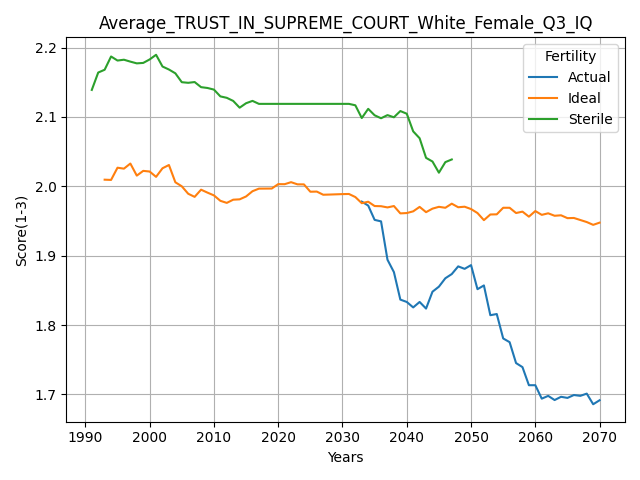 Average_TRUST_IN_SUPREME_COURT_White_Female_Q3_IQ
Fertility
Actual
Ideal
Sterile
Score(1-3)
2.2
2.1
2.0
1.9
1.8
1.7
1990 2000 2010 2020 2030 2040 2050 2060 2070
Years